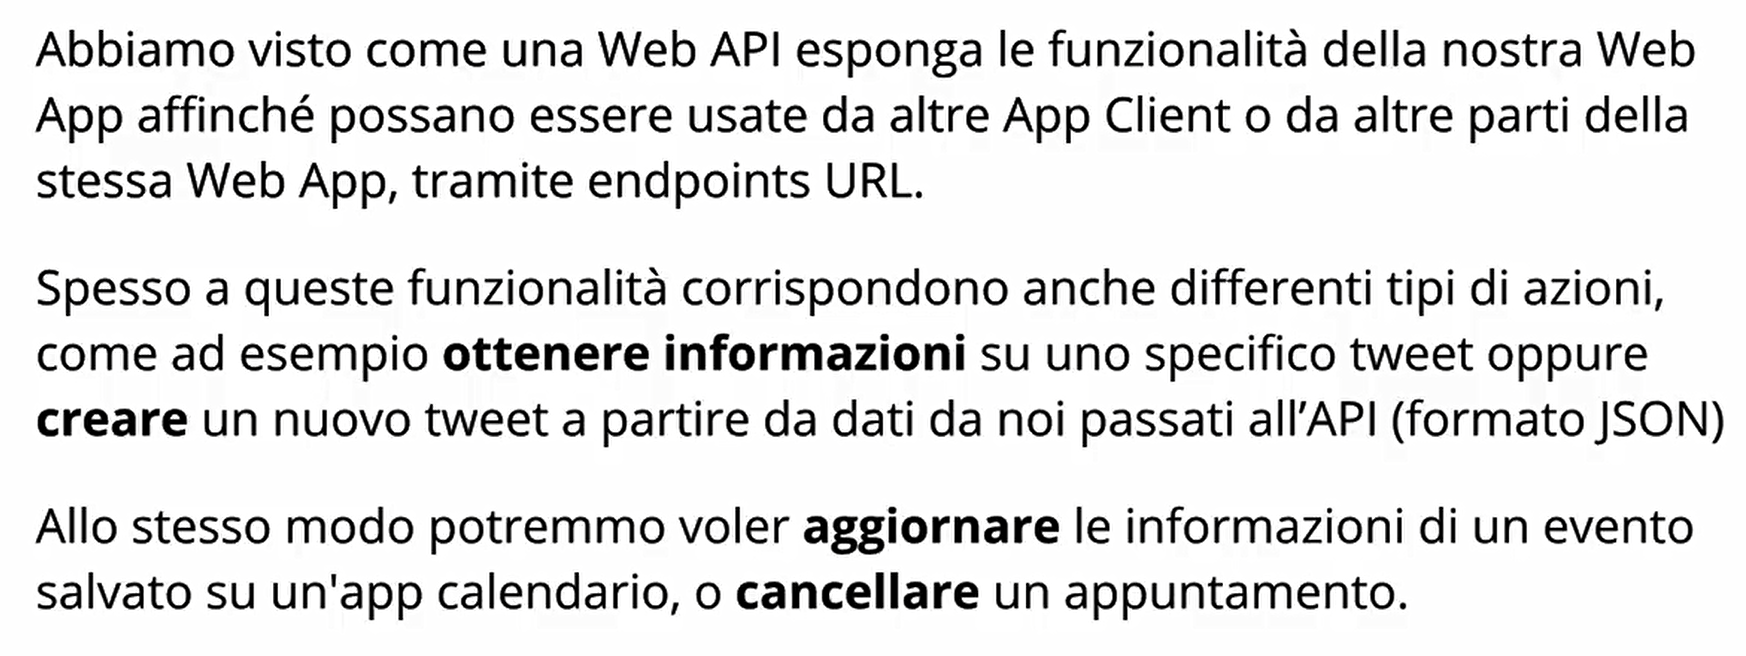 Abbiamo visto come una Web API esponga le funzionalità della nostra Web
App affinché possano essere usate da altre App Client o da altre parti della
stessa Web App, tramite endpoints URL.
Spesso a queste funzionalità corrispondono anche differenti tipi di azioni,
come ad esempio ottenere informazioni su uno specifico tweet oppure
creare un nuovo tweet a partire da dati da noi passati all’API (formato JSON)
Allo stesso modo potremmo voler aggiornare le informazioni di un evento
salvato su un'app calendario, o cancellare un appuntamento.